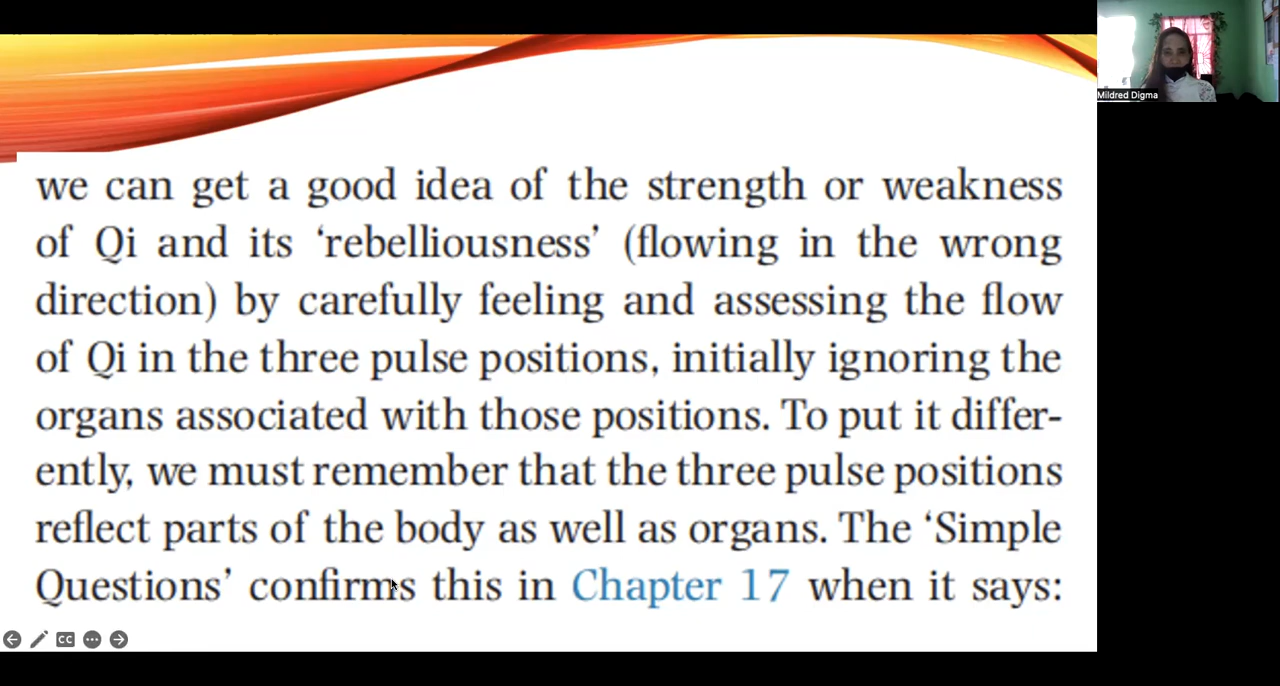 Mildred Digma
we can get a good idea of the strength or weakness
of Qi and its ‘rebelliousness’ (flowing in the wrong
direction) by carefully feeling and assessing the flow
of Qi in the three pulse positions, initially ignoring the
organs associated with those positions. To put it differ-
ently, we must remember that the three pulse positions
reflect parts of the body as well as organs. The ‘Simple
Questions’ confirms this in Chapter 17 when it says:
CC